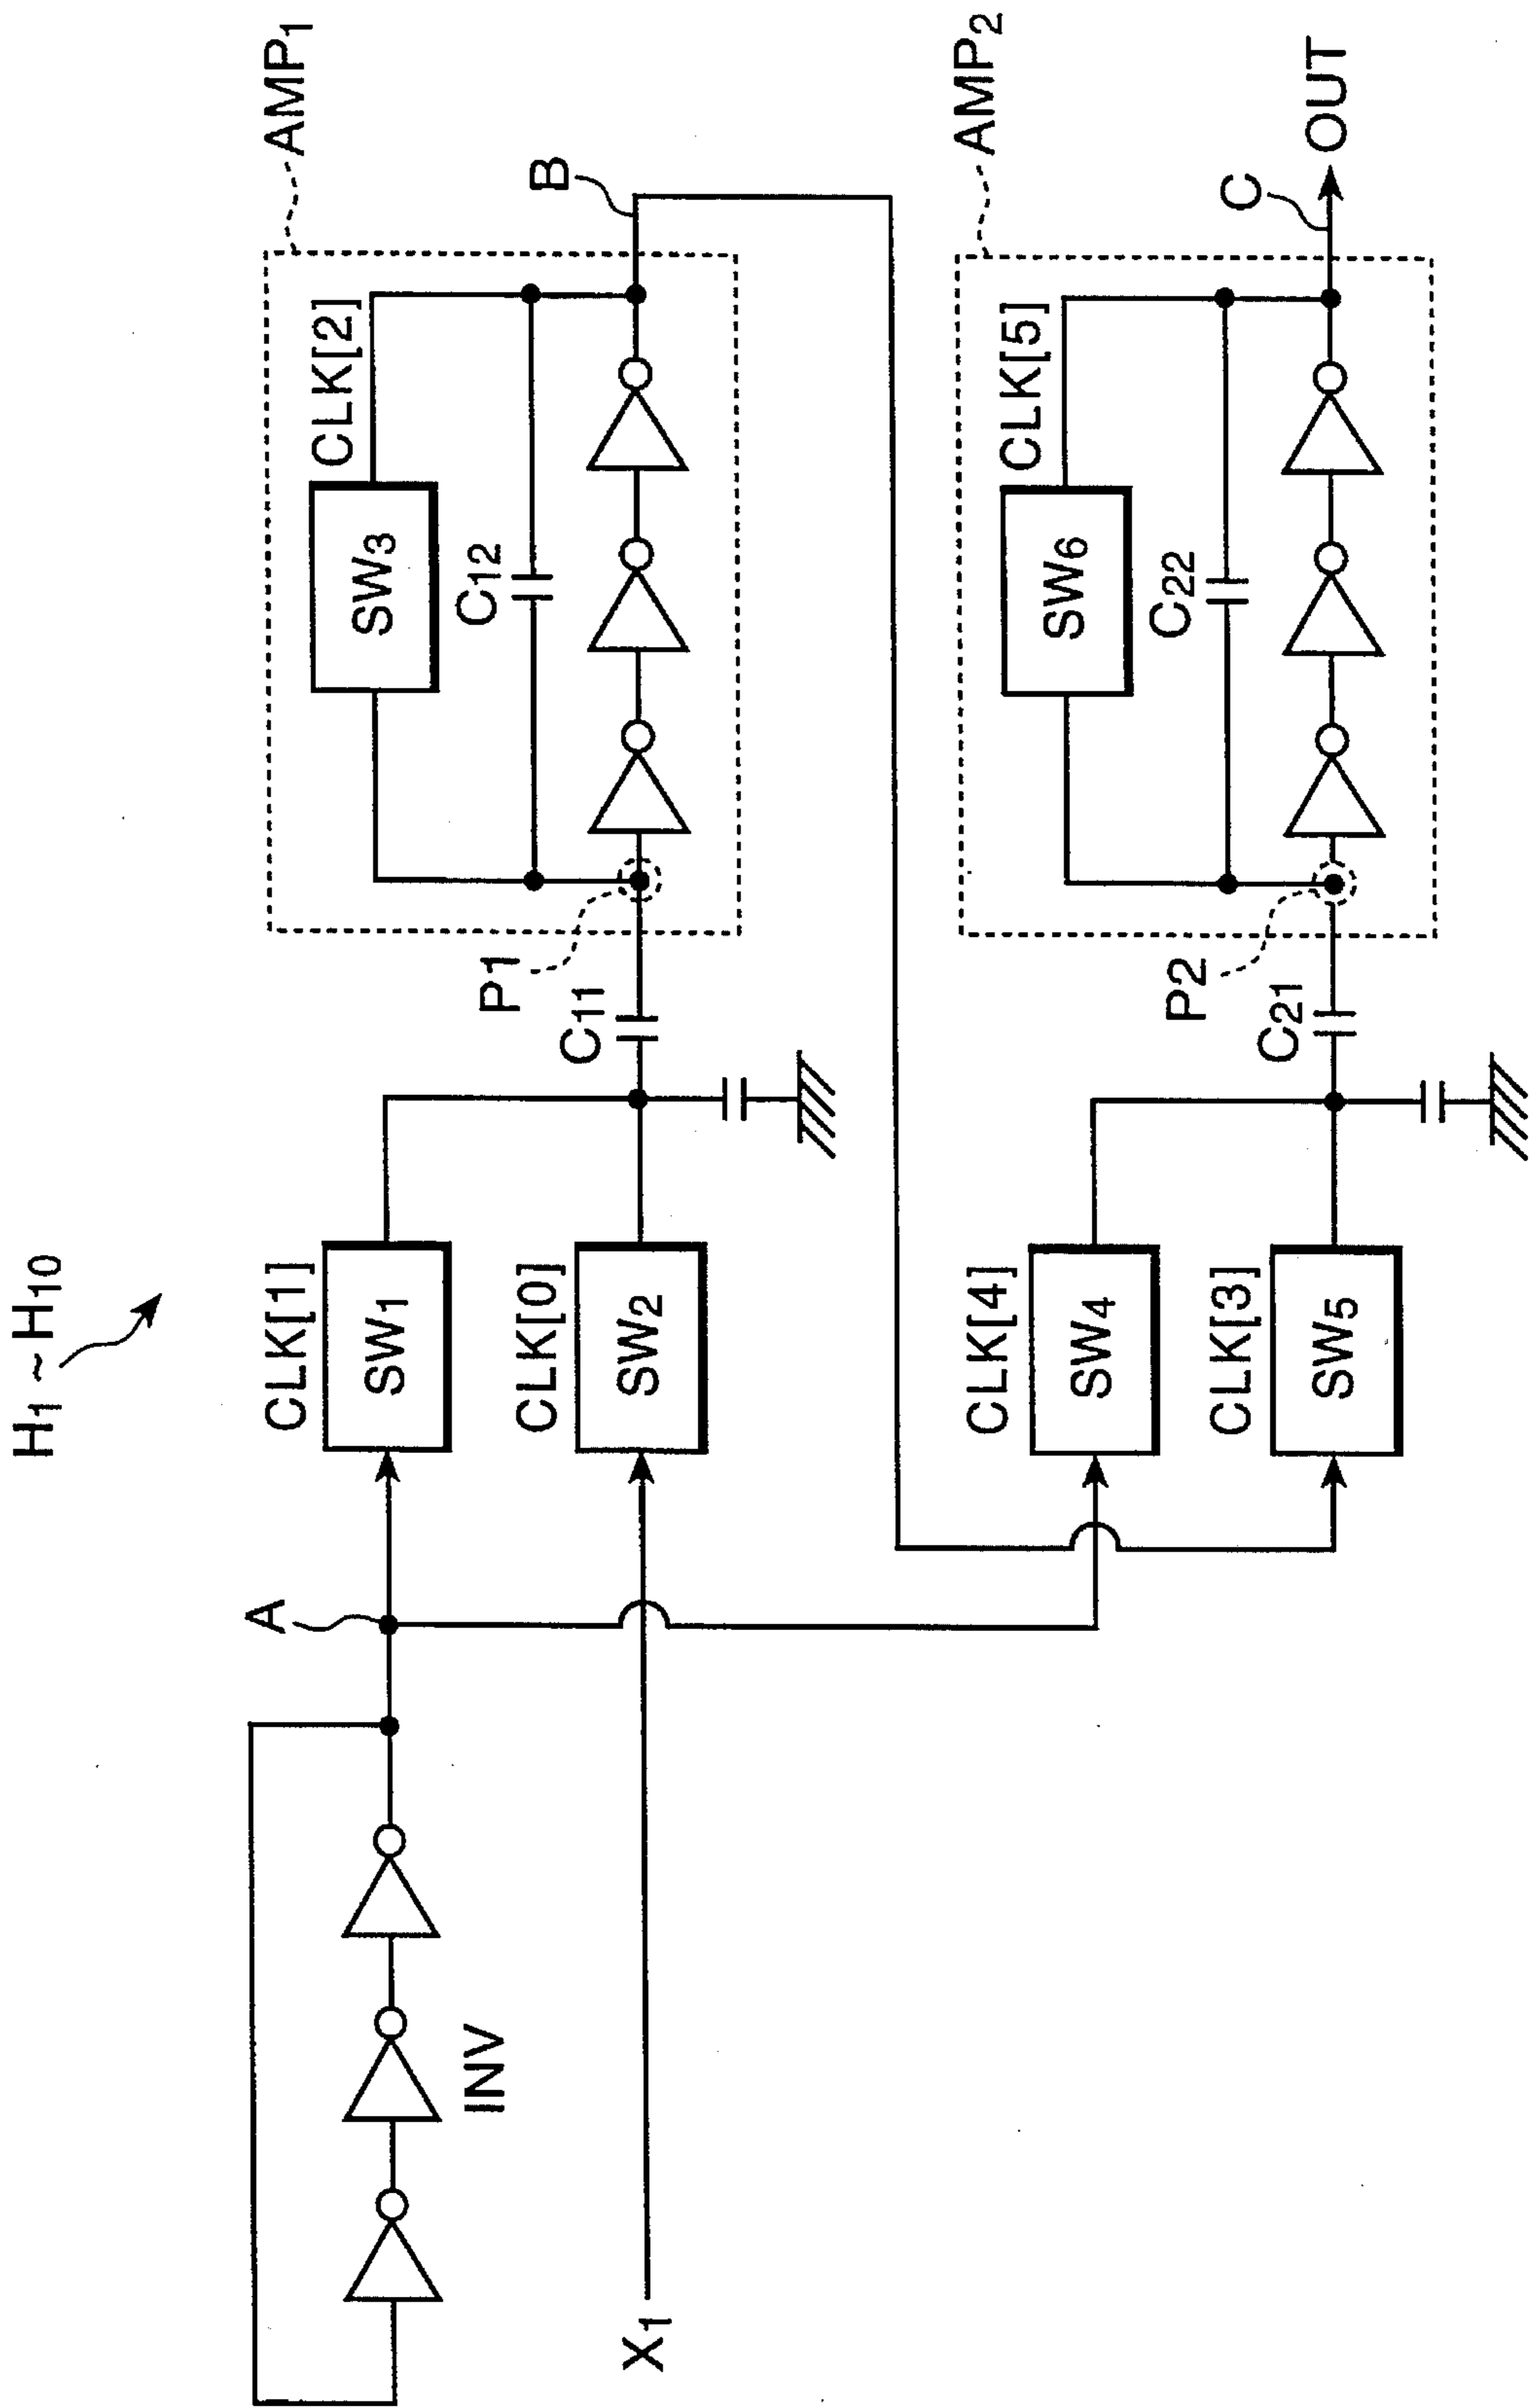 H1 ~ H10
AMP1
CLK[2]
SW3
C12
B
P1
C11
CLK[1]
SW1
CLK[0]
SW2
A
INV
X1
AMP2
CLK[5]
SW6
C22
C
OUT
P2
C21
CLK[4]
SW4
CLK[3]
SW5